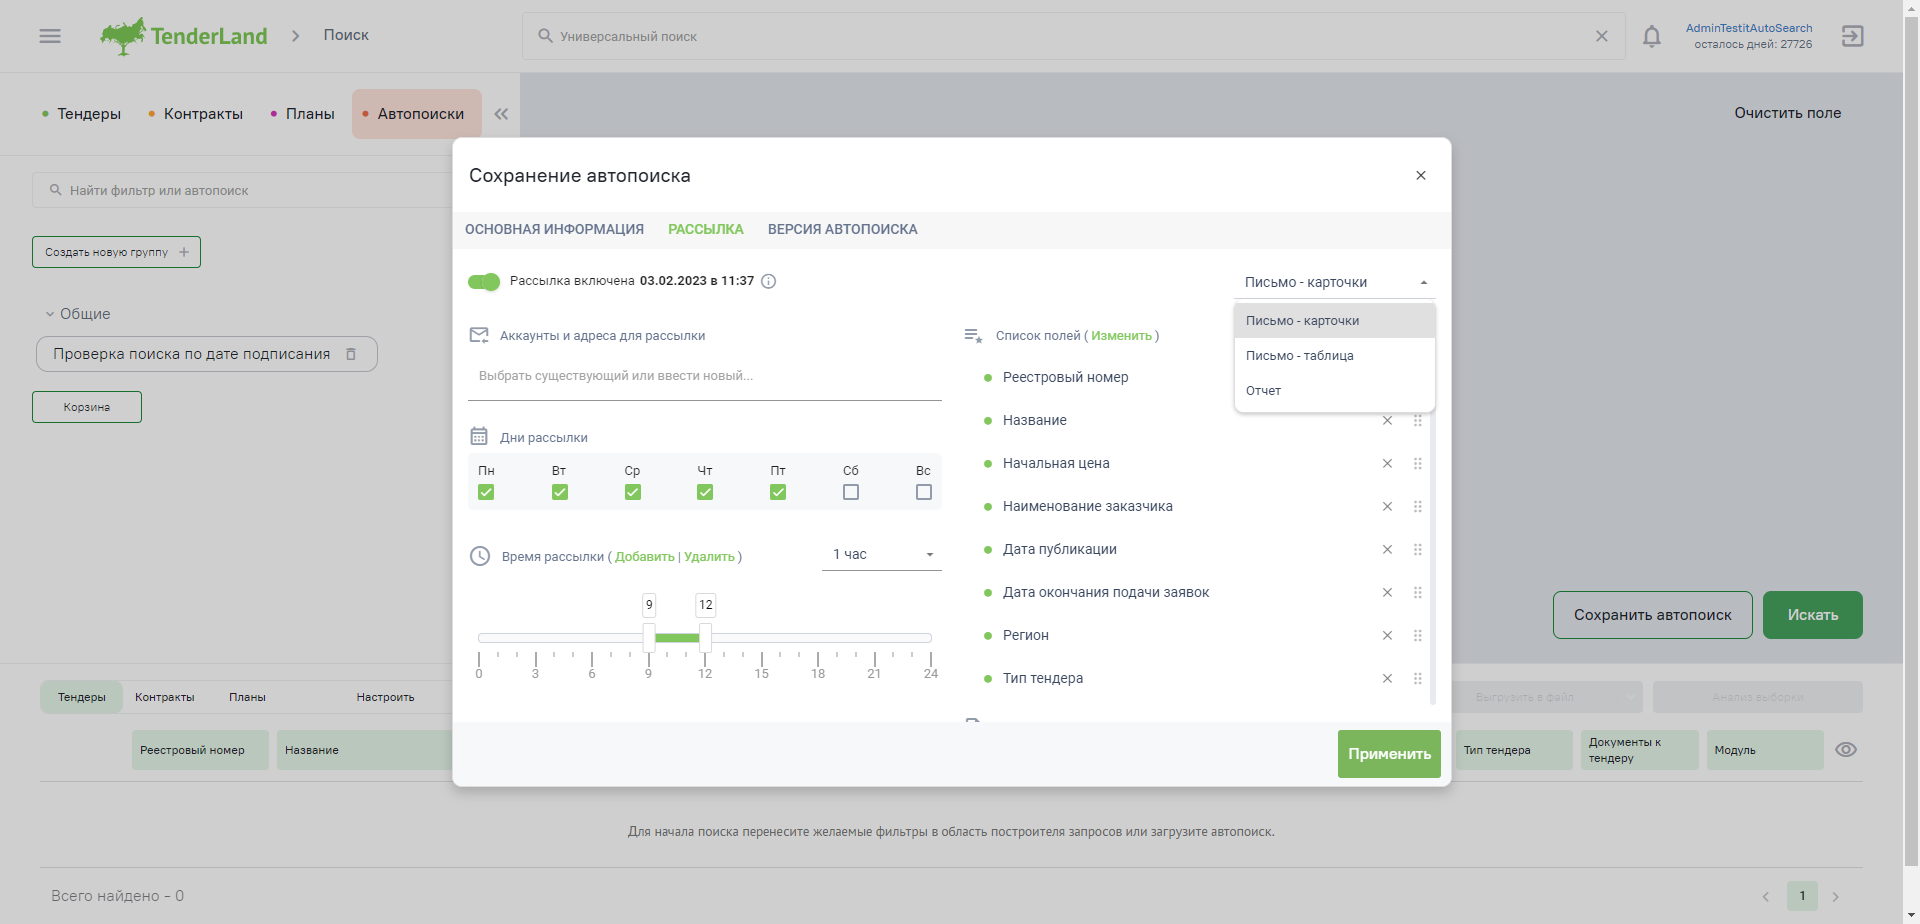 TenderLand
Поиск
Универсальный поиск
AdminTestitAutoSearch
осталось дней: 27726
Тендеры
Контракты
Планы
Автопоиски
Очистить поле
Найти фильтр или автопоиск
Создать новую группу
Общие
Проверка поиска по дате подписания
Корзина
Сохранение автопоиска
ОСНОВНАЯ ИНФОРМАЦИЯ
РАССЫЛКА
ВЕРСИЯ АВТОПОИСКА
Рассылка включена 03.02.2023 в 11:37
Письмо - карточки
Письмо - карточки
Письмо - таблица
Отчет
Аккаунты и адреса для рассылки
Выбрать существующий или ввести новый...
Дни рассылки
Пн Вт Ср Чт Пт Сб Вс
Время рассылки ( Добавить | Удалить )
1 час
9 12
0 3 6 9 12 15 18 21 24
Список полей ( Изменить )
Реестровый номер
Название
Начальная цена
Наименование заказчика
Дата публикации
Дата окончания подачи заявок
Регион
Тип тендера
Применить
Сохранить автопоиск
Искать
Тендеры
Контракты
Планы
Настроить
Выгрузить в файл
Анализ выборки
Реестровый номер
Название
Тип тендера
Документы к
тендеру
Модуль
Для начала поиска перенесите желаемые фильтры в область построителя запросов или загрузите автопоиск.
Всего найдено - 0
1